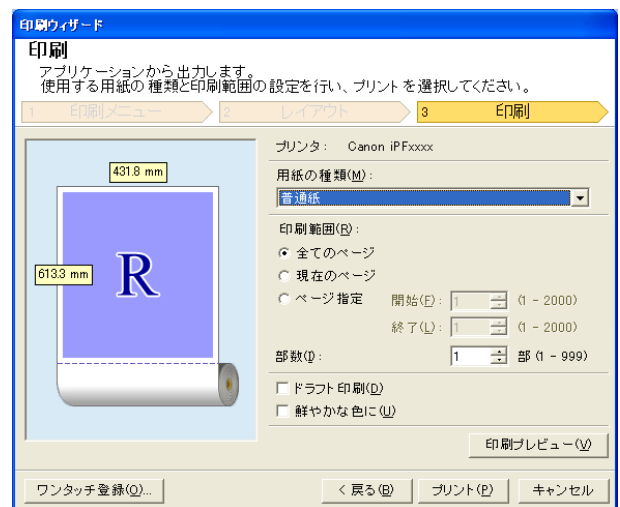 印刷ウィザード
印刷
アプリケーションから出力します。
使用する用紙の種類と印刷範囲の設定を行い、プリントを選択してください。
1 印刷メニュー 2 レイアウト 3 印刷
431.8 mm
613.3 mm
R
プリンタ： Canon iPFxxxx
用紙の種類(M)：
普通紙
印刷範囲(R)：
全てのページ
現在のページ
ページ指定 開始(F)： 1 (1 - 2000)
終了(L)： 1 (1 - 2000)
部数(I)： 1 部 (1 - 999)
ドラフト印刷(D)
鮮やかな色に(U)
印刷プレビュー(V)
ワンタッチ登録(O)... < 戻る(B) プリント(P) キャンセル